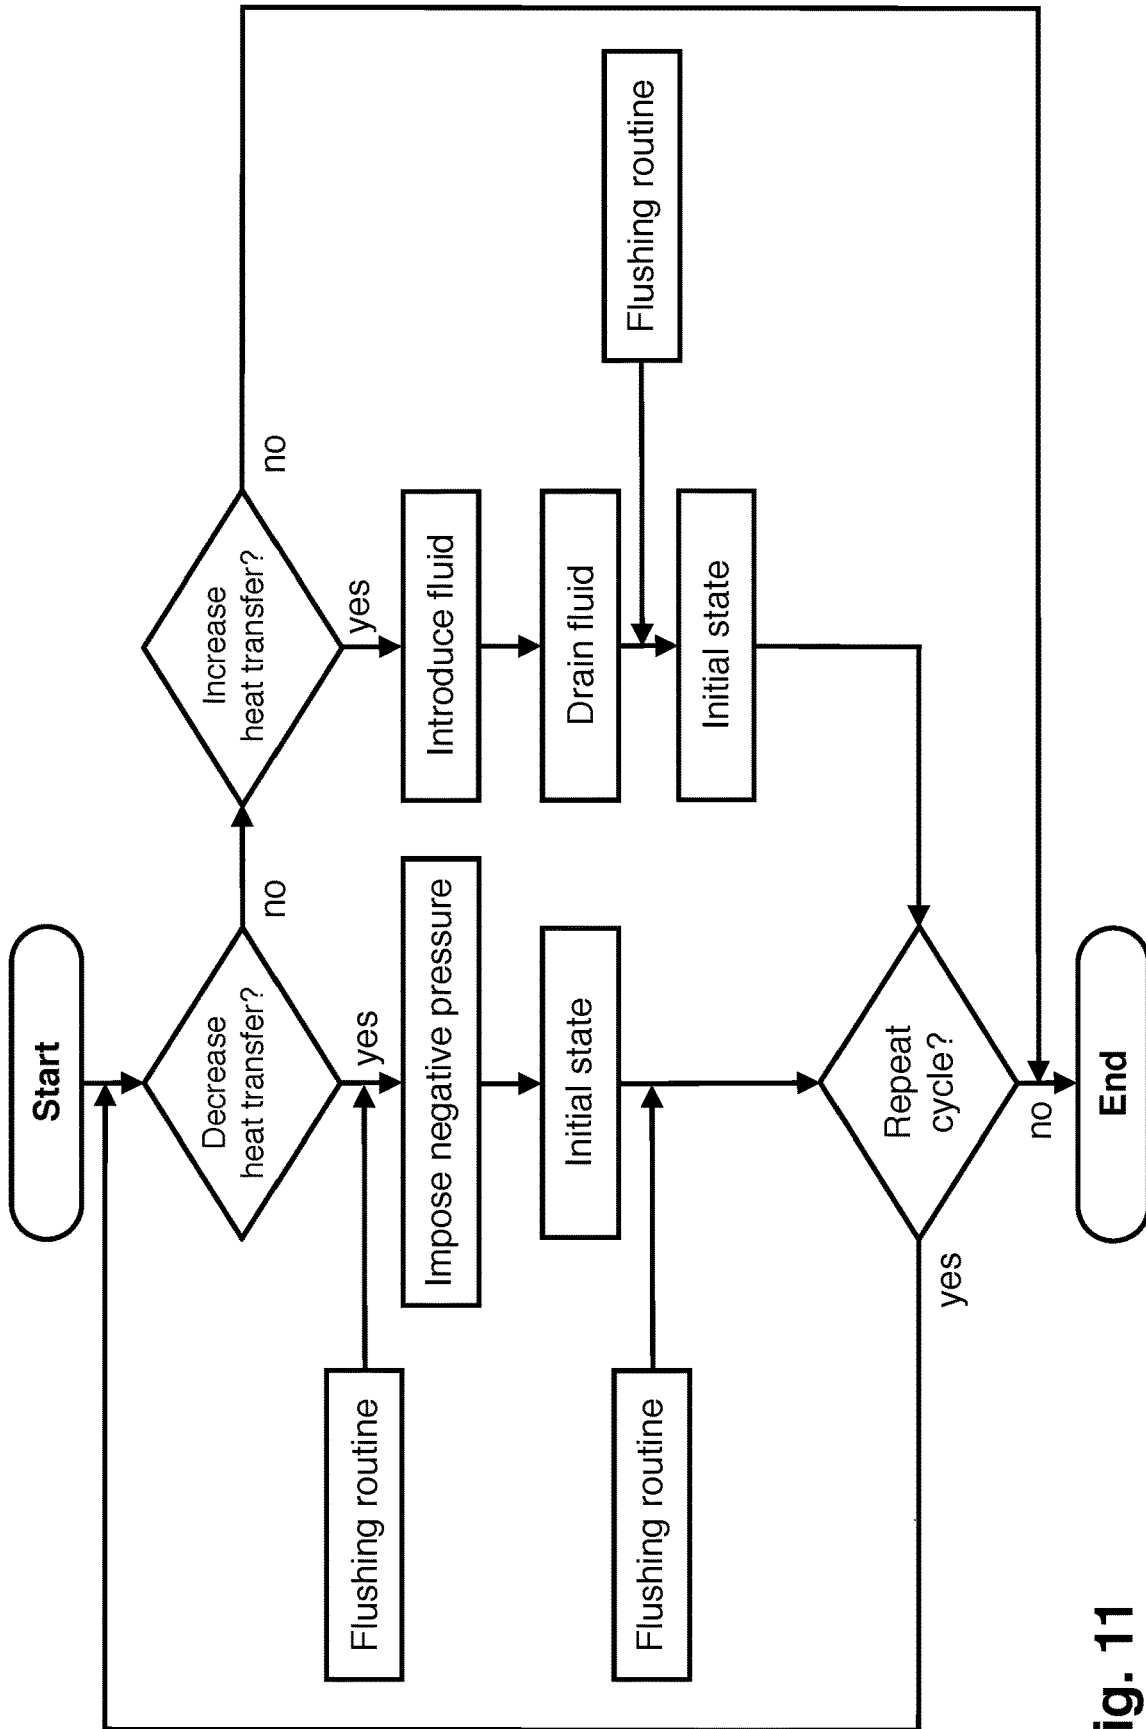 Start
Decrease
heat transfer?
no
Increase
heat transfer?
no
yes
yes
Flushing routine
Impose negative pressure
Introduce fluid
Initial state
Drain fluid
Flushing routine
Flushing routine
Initial state
Repeat
cycle?
yes
no
End
ig. 11